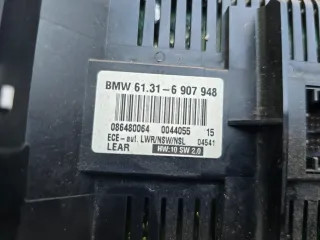 BMW 61.31-6 907 948
086480064 0044055 15
ECE-aut. LWR/NSW/NSL 04541
LEAR HW:10 SW 2.0